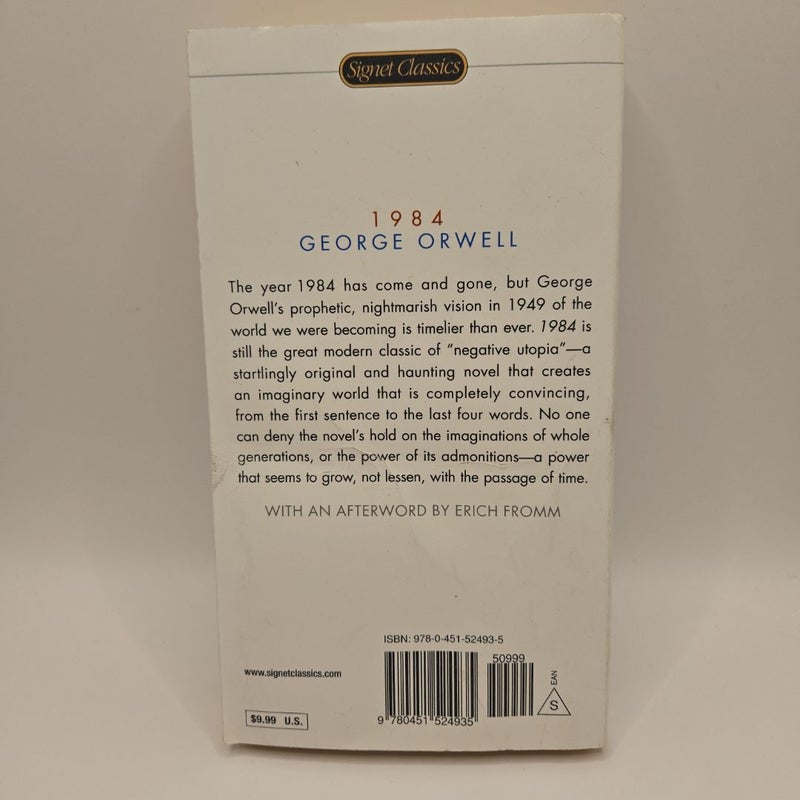 Signet Classics
1984
GEORGE ORWELL
The year 1984 has come and gone, but George
Orwell's prophetic, nightmarish vision in 1949 of the
world we were becoming is timelier than ever. 1984 is
still the great modern classic of "negative utopia"—a
startlingly original and haunting novel that creates
an imaginary world that is completely convincing,
from the first sentence to the last four words. No one
can deny the novel's hold on the imaginations of whole
generations, or the power of its admonitions—a power
that seems to grow, not lessen, with the passage of time.
WITH AN AFTERWORD BY ERICH FROMM
ISBN: 978-0-451-52493-5
50999
www.signetclassics.com
EAN
S
$9.99 U.S.
9 780451 524935